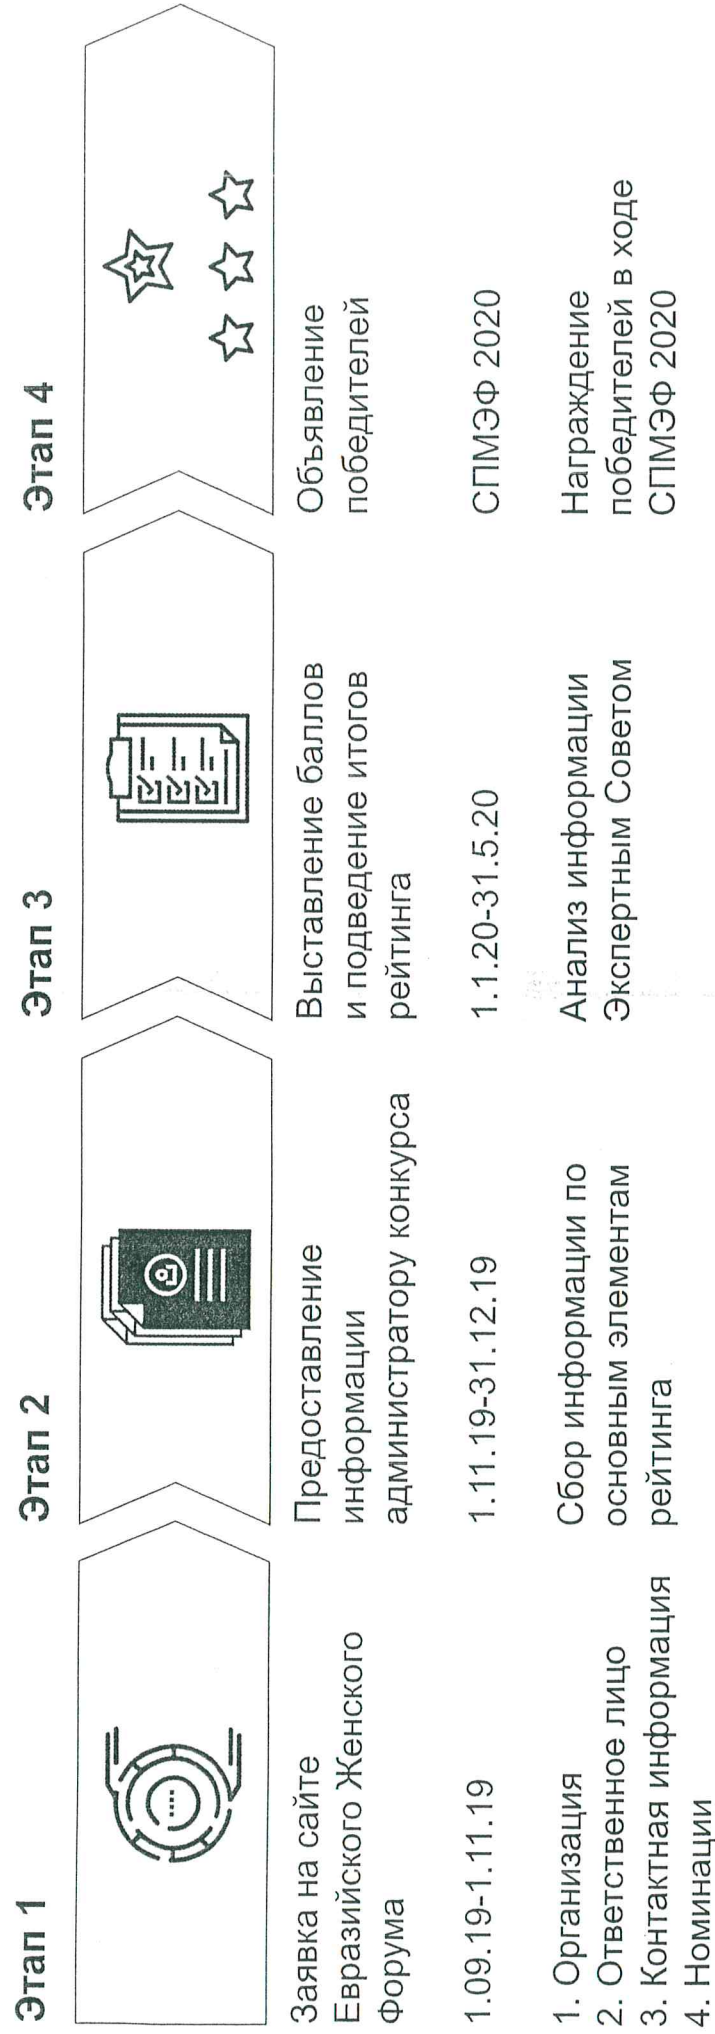 Этап 1
Заявка на сайте
Евразийского Женского
Форума
1.09.19-1.11.19
1. Организация
2. Ответственное лицо
3. Контактная информация
4. Номинации
Этап 2
Предоставление
информации
администратору конкурса
1.11.19-31.12.19
Сбор информации по
основным элементам
рейтинга
Этап 3
Выставление баллов
и подведение итогов
рейтинга
1.1.20-31.5.20
Анализ информации
Экспертным Советом
Этап 4
Объявление
победителей
СПМЭФ 2020
Награждение
победителей в ходе
СПМЭФ 2020